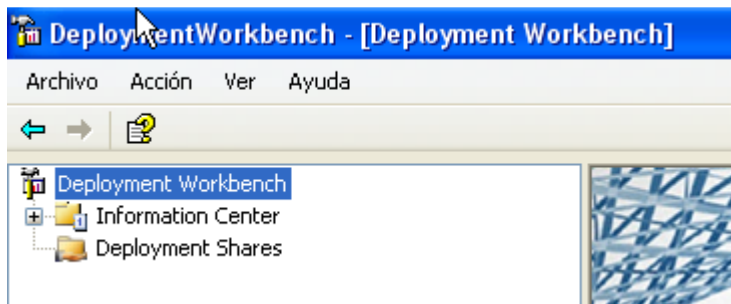 DeploymentWorkbench - [Deployment Workbench]
Archivo Acción Ver Ayuda
Deployment Workbench
Information Center
Deployment Shares